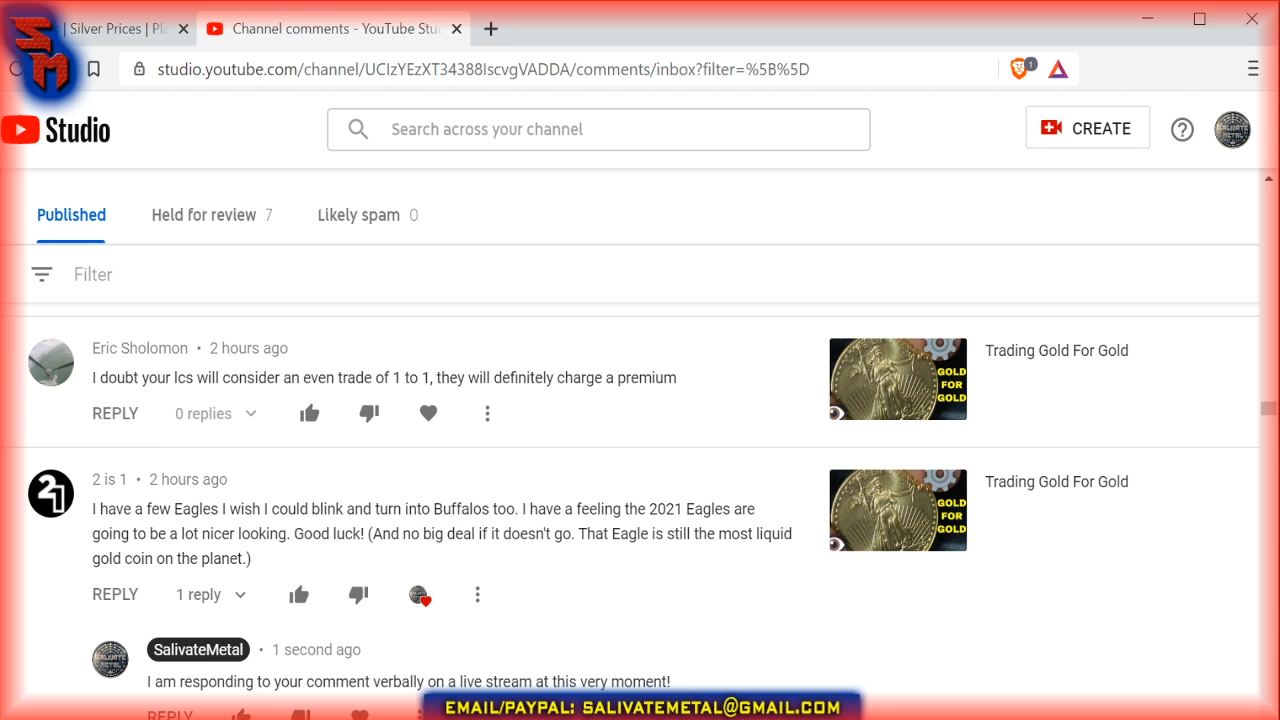 SM
| Silver Prices | Pla
Channel comments - YouTube Stud
studio.youtube.com/channel/UCIzYEzXT34388IscvgVADDA/comments/inbox?filter=%5B%5D
1
Studio
Search across your channel
CREATE
Published
Held for review 7
Likely spam 0
Filter
Eric Sholomon • 2 hours ago
I doubt your lcs will consider an even trade of 1 to 1, they will definitely charge a premium
REPLY 0 replies
GOLD
FOR
GOLD
Trading Gold For Gold
21
2 is 1 • 2 hours ago
I have a few Eagles I wish I could blink and turn into Buffalos too. I have a feeling the 2021 Eagles are
going to be a lot nicer looking. Good luck! (And no big deal if it doesn't go. That Eagle is still the most liquid
gold coin on the planet.)
REPLY 1 reply
GOLD
FOR
GOLD
Trading Gold For Gold
SalivateMetal • 1 second ago
I am responding to your comment verbally on a live stream at this very moment!
REPLY
EMAIL/PAYPAL: SALIVATEMETAL@GMAIL.COM